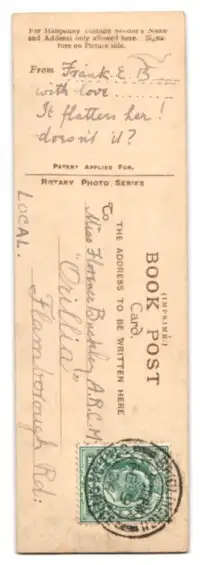 For Halfpenny Postage Sender's Name
and Address only allowed here. Signa-
ture on Picture side.
From Frank E. B
with love
It flatters her!
doesn't it?
PATENT APPLIED FOR.
ROTARY PHOTO SERIES
(IMPRIMÉ)
BOOK POST
Card.
THE ADDRESS TO BE WRITTEN HERE
To
Miss Florence A.R.C.M.
"Orillia"
Flamborough Rd:
LOCAL.